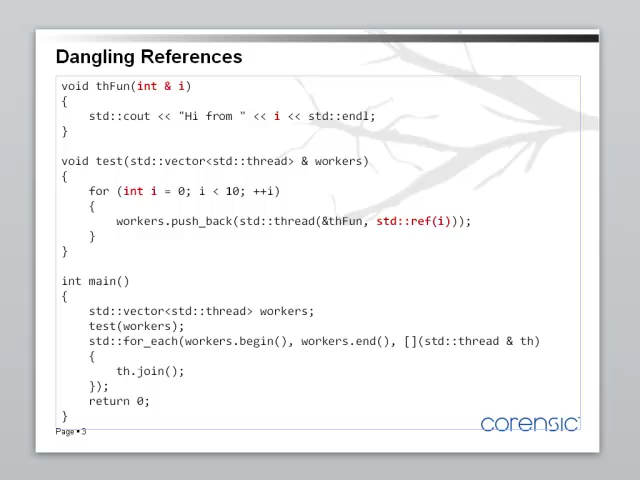 Dangling References
void thFun(int & i)
{
    std::cout << "Hi from " << i << std::endl;
}
void test(std::vector<std::thread> & workers)
{
    for (int i = 0; i < 10; ++i)
    {
        workers.push_back(std::thread(&thFun, std::ref(i)));
    }
}
int main()
{
    std::vector<std::thread> workers;
    test(workers);
    std::for_each(workers.begin(), workers.end(), [](std::thread & th)
    {
        th.join();
    });
    return 0;
}
corensic
Page ▪ 3